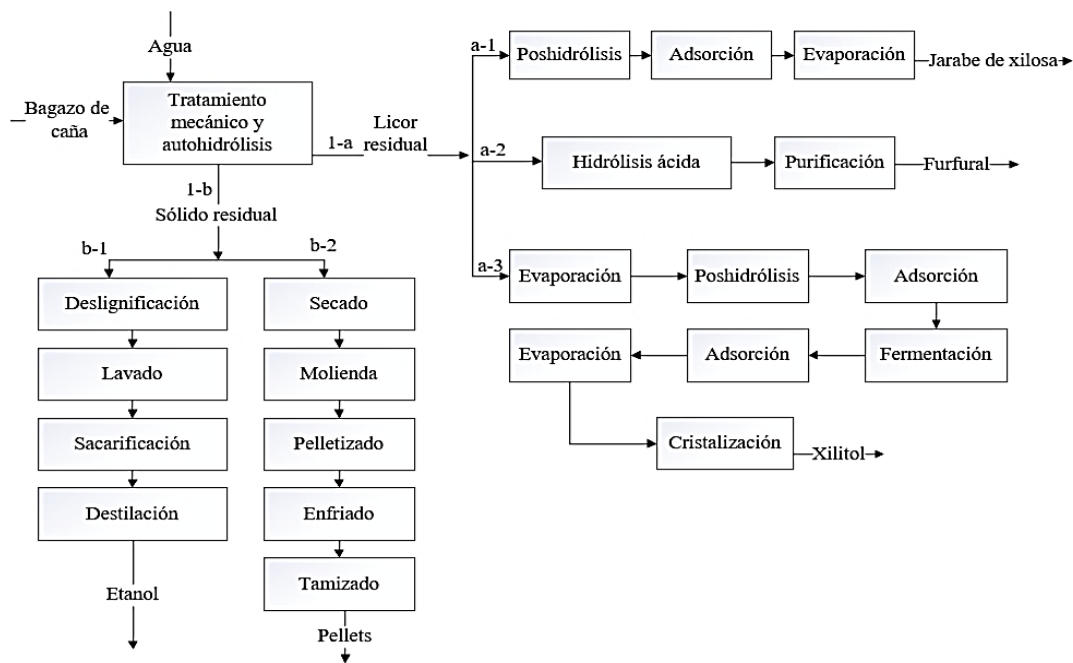 Agua
Bagazo de
caña
Tratamiento
mecánico y
autohidrólisis
1-a
Licor
residual
a-1
Poshidrólisis
Adsorción
Evaporación
Jarabe de xilosa
a-2
Hidrólisis ácida
Purificación
Furfural
a-3
Evaporación
Poshidrólisis
Adsorción
Fermentación
Adsorción
Evaporación
Cristalización
Xilitol
1-b
Sólido residual
b-1
Deslignificación
Lavado
Sacarificación
Destilación
Etanol
b-2
Secado
Molienda
Pelletizado
Enfriado
Tamizado
Pellets